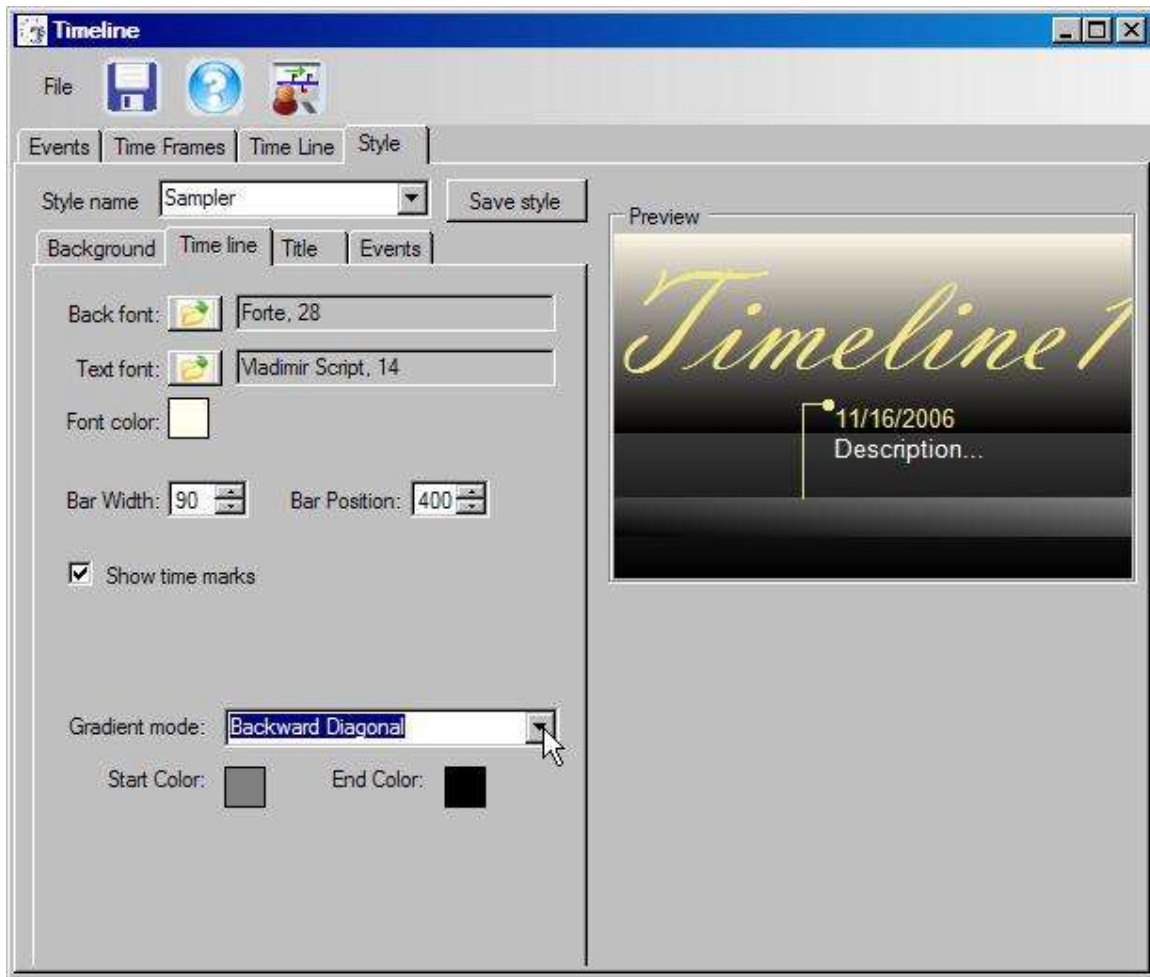 Timeline
File
Events Time Frames Time Line Style
Style name Sampler Save style
Background Time line Title Events
Back font: Forte, 28
Text font: Vladimir Script, 14
Font color:
Bar Width: 90 Bar Position: 400
Show time marks
Gradient mode: Backward Diagonal
Start Color: End Color:
Preview
Timeline1
11/16/2006
Description...